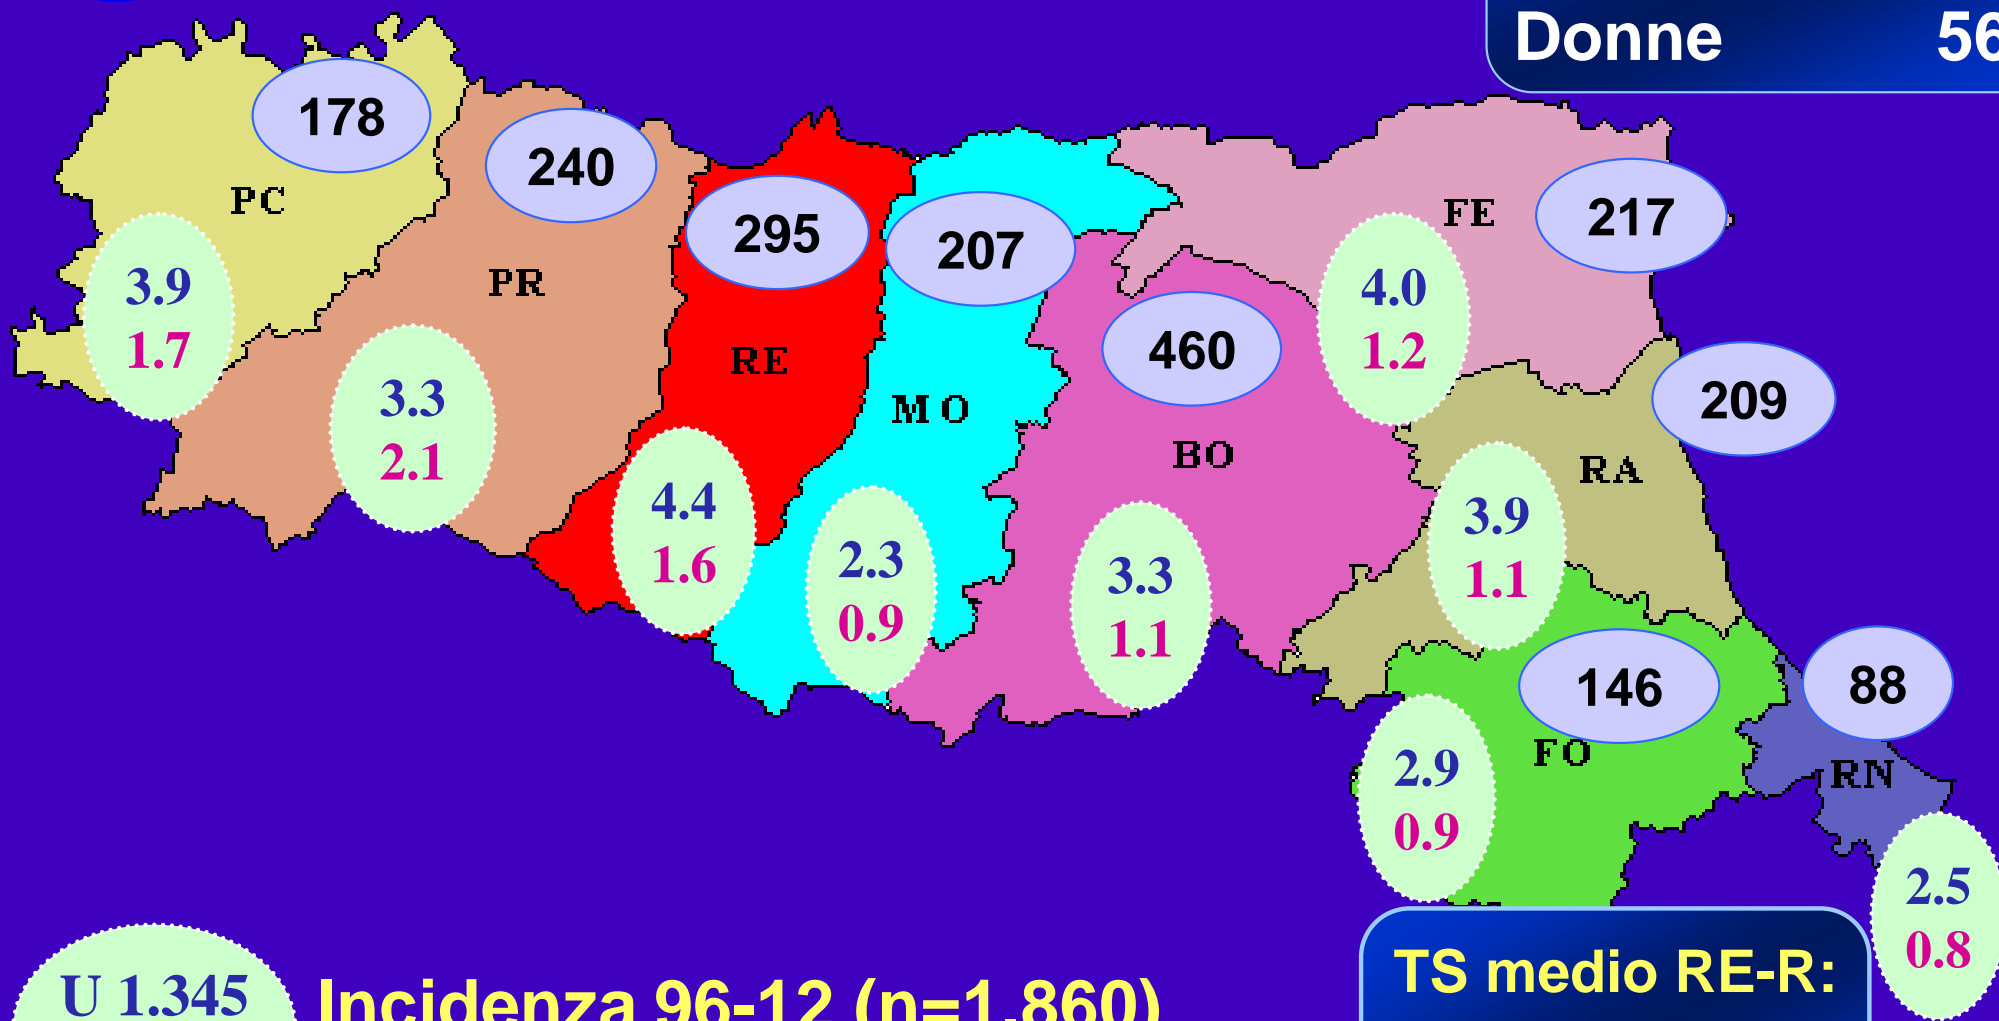 Donne 56
178
240
PC
295
207
FE
217
3.9
1.7
PR
3.3
2.1
RE
460
4.0
1.2
209
MO
BO
RA
4.4
1.6
2.3
0.9
3.3
1.1
3.9
1.1
146
88
FO
RN
2.9
0.9
2.5
0.8
TS medio RE-R:
U 1.345
Incidenza 96-12 (n=1.860)